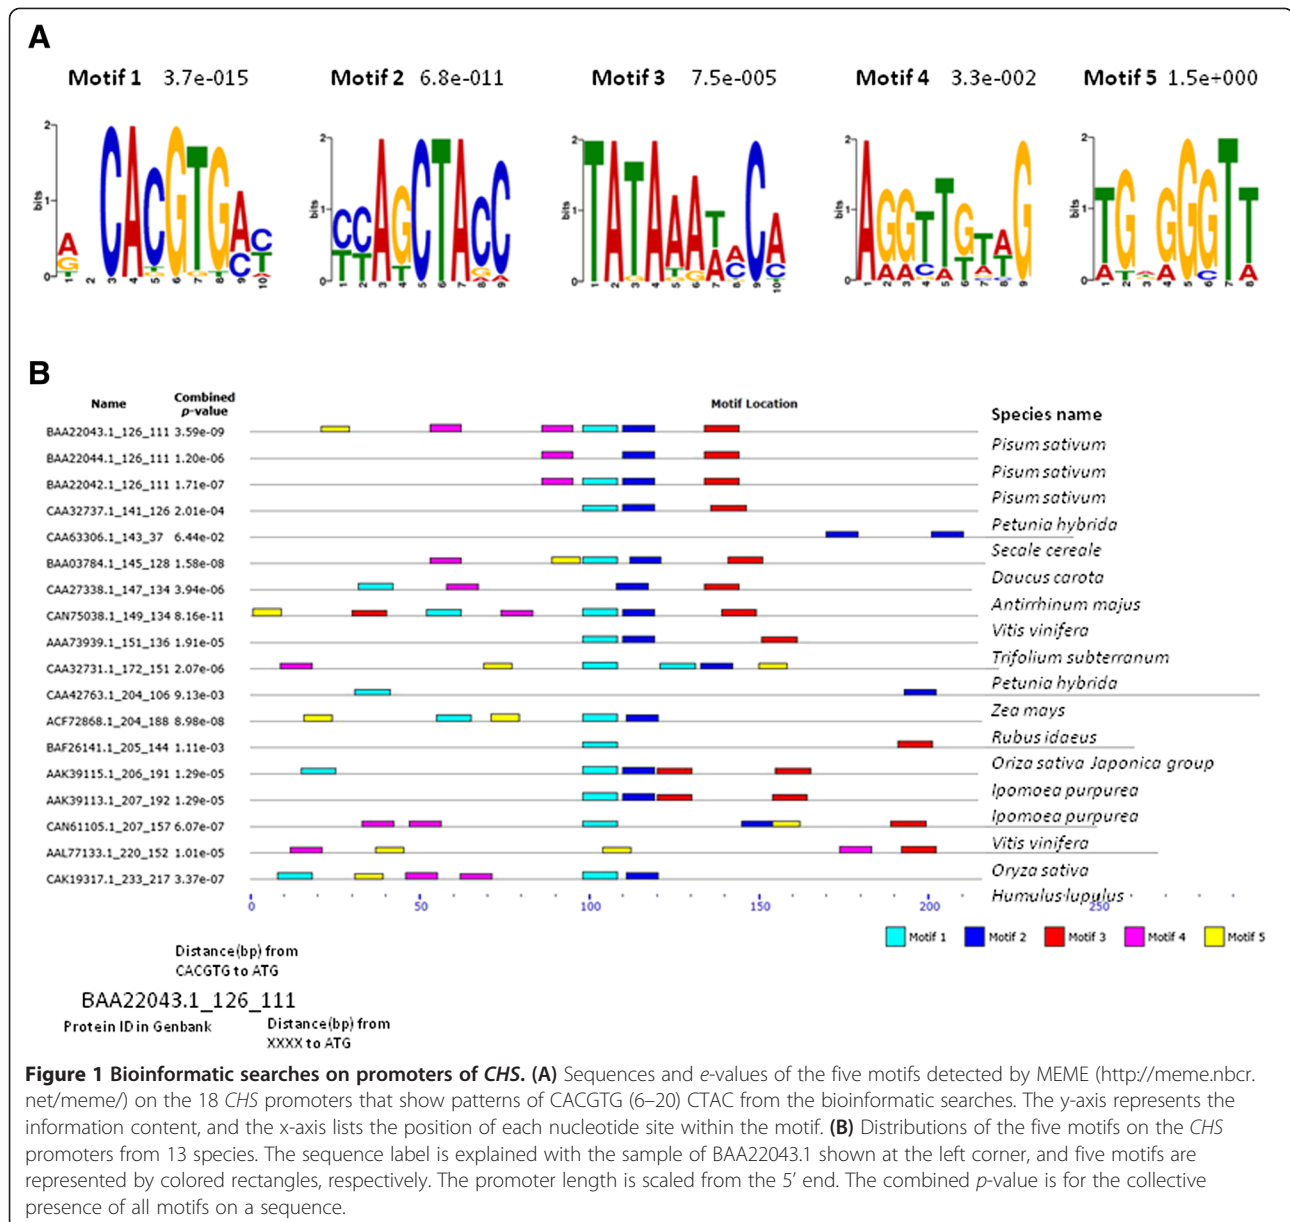 A
Motif 1 3.7e-015 Motif 2 6.8e-011 Motif 3 7.5e-005 Motif 4 3.3e-002 Motif 5 1.5e+000
B
Name Combined p-value Motif Location Species name
BAA22043.1_126_111 3.59e-09 Pisum sativum
BAA22044.1_126_111 1.20e-06 Pisum sativum
BAA22042.1_126_111 1.71e-07 Pisum sativum
CAA32737.1_141_126 2.01e-04 Petunia hybrida
CAA63306.1_143_37 6.44e-02 Secale cereale
BAA03784.1_145_128 1.58e-08 Daucus carota
CAA27338.1_147_134 3.94e-06 Antirrhinum majus
CAN75038.1_149_134 8.16e-11 Vitis vinifera
AAA73939.1_151_136 1.91e-05 Trifolium subterranum
CAA32731.1_172_151 2.07e-06 Petunia hybrida
CAA42763.1_204_106 9.13e-03 Zea mays
ACF72868.1_204_188 8.98e-08 Rubus idaeus
BAF26141.1_205_144 1.11e-03 Oriza sativa Japonica group
AAK39115.1_206_191 1.29e-05 Ipomoea purpurea
AAK39113.1_207_192 1.29e-05 Ipomoea purpurea
CAN61105.1_207_157 6.07e-07 Vitis vinifera
AAL77133.1_220_152 1.01e-05 Oryza sativa
CAK19317.1_233_217 3.37e-07 Humulus lupulus
0 50 100 150 200 250
Motif 1 Motif 2 Motif 3 Motif 4 Motif 5
Distance(bp) from
CACGTG to ATG
BAA22043.1_126_111
Protein ID in Genbank
Distance(bp) from
XXXX to ATG
Figure 1 Bioinformatic searches on promoters of CHS. (A) Sequences and e-values of the five motifs detected by MEME (http://meme.nbcr.
net/meme/) on the 18 CHS promoters that show patterns of CACGTG (6–20) CTAC from the bioinformatic searches. The y-axis represents the
information content, and the x-axis lists the position of each nucleotide site within the motif. (B) Distributions of the five motifs on the CHS
promoters from 13 species. The sequence label is explained with the sample of BAA22043.1 shown at the left corner, and five motifs are
represented by colored rectangles, respectively. The promoter length is scaled from the 5’ end. The combined p-value is for the collective
presence of all motifs on a sequence.